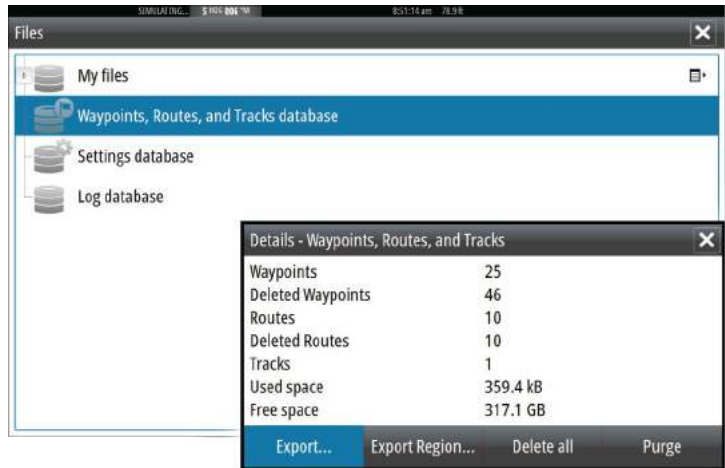 SIMULATING... 8:51:14 am 78.9 ft
Files
My files
Waypoints, Routes, and Tracks database
Settings database
Log database
Details - Waypoints, Routes, and Tracks
Waypoints 25
Deleted Waypoints 46
Routes 10
Deleted Routes 10
Tracks 1
Used space 359.4 kB
Free space 317.1 GB
Export... Export Region... Delete all Purge